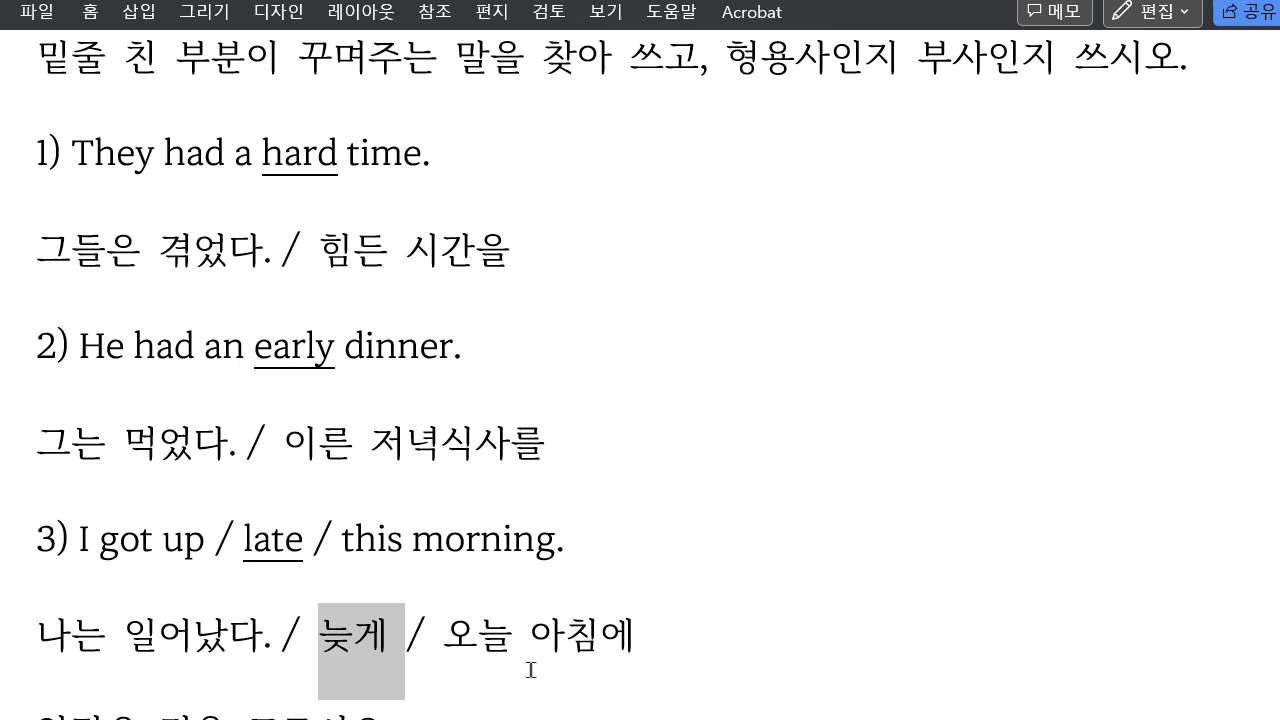 파일 홈 삽입 그리기 디자인 레이아웃 참조 편지 검토 보기 도움말 Acrobat 메모 편집 공유
밑줄 친 부분이 꾸며주는 말을 찾아 쓰고, 형용사인지 부사인지 쓰시오.
1) They had a hard time.
그들은 겪었다. / 힘든 시간을
2) He had an early dinner.
그는 먹었다. / 이른 저녁식사를
3) I got up / late / this morning.
나는 일어났다. / 늦게 / 오늘 아침에